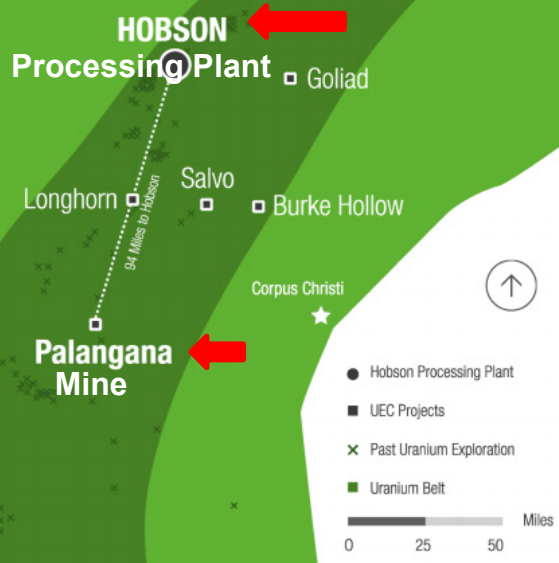 HOBSON
Processing Plant
Goliad
Longhorn
Salvo
Burke Hollow
94 Miles to Hobson
Corpus Christi
Palangana
Mine
Hobson Processing Plant
UEC Projects
Past Uranium Exploration
Uranium Belt
Miles
0 25 50